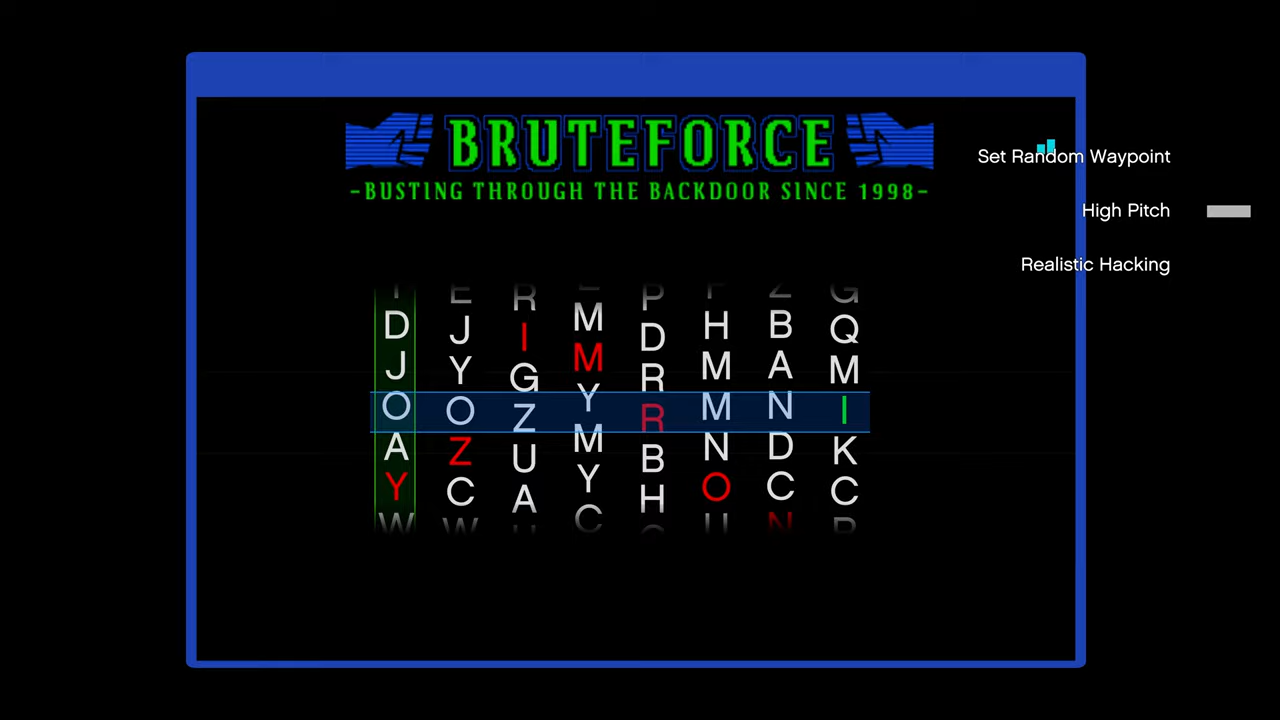 BRUTEFORCE
-BUSTING THROUGH THE BACKDOOR SINCE 1998-
Set Random Waypoint
High Pitch
Realistic Hacking
E R P Z G
D J I M D H B Q
J Y G M R M A M
O O Z Y R M N I
A Z U M B N D K
Y C A Y H O C C
W W C N